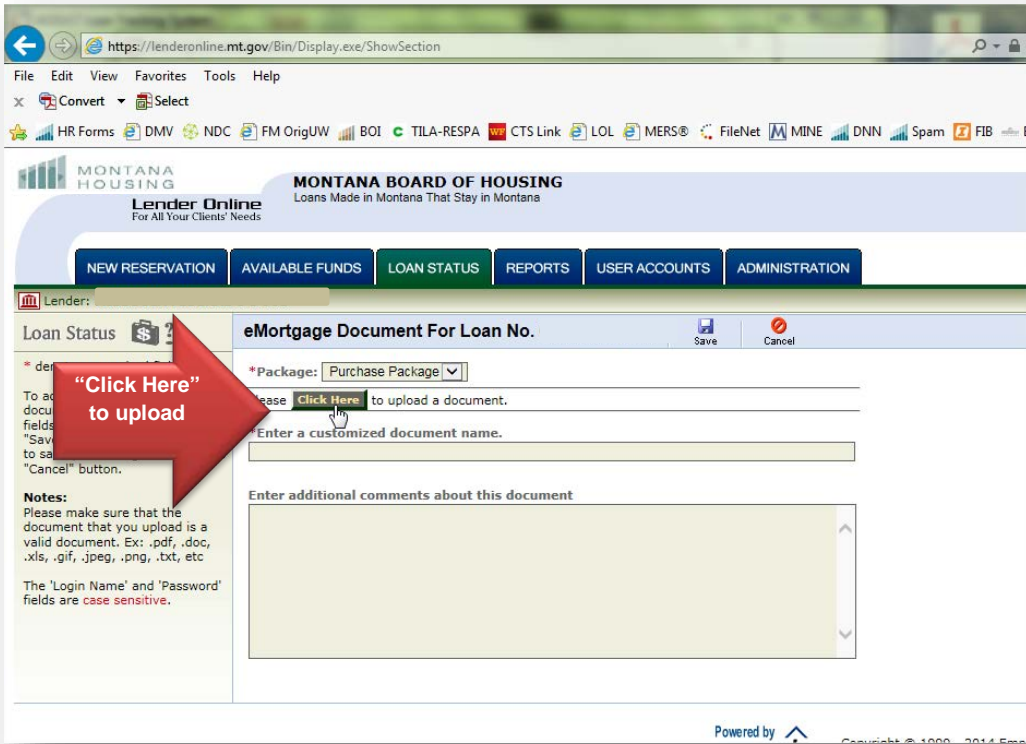 https://lenderonline.mt.gov/Bin/Display.exe/ShowSection
File Edit View Favorites Tools Help
x Convert Select
HR Forms DMV NDC FM OrigUW BOI TILA-RESPA CTS Link LOL MERS® FileNet MINE DNN Spam FIB
MONTANA
HOUSING
Lender Online
For All Your Clients' Needs
MONTANA BOARD OF HOUSING
Loans Made in Montana That Stay in Montana
NEW RESERVATION AVAILABLE FUNDS LOAN STATUS REPORTS USER ACCOUNTS ADMINISTRATION
Lender:
Loan Status ?
eMortgage Document For Loan No.
Save Cancel
"Click Here"
to upload
*
To
fields
to
"Cancel" button.
Notes:
Please make sure that the
document that you upload is a
valid document. Ex: .pdf, .doc,
.xls, .gif, .jpeg, .png, .txt, etc
The 'Login Name' and 'Password'
fields are case sensitive.
*Package: Purchase Package
Click Here to upload a document.
*Enter a customized document name.
Enter additional comments about this document
Powered by
Copyright © 1999 - 2014